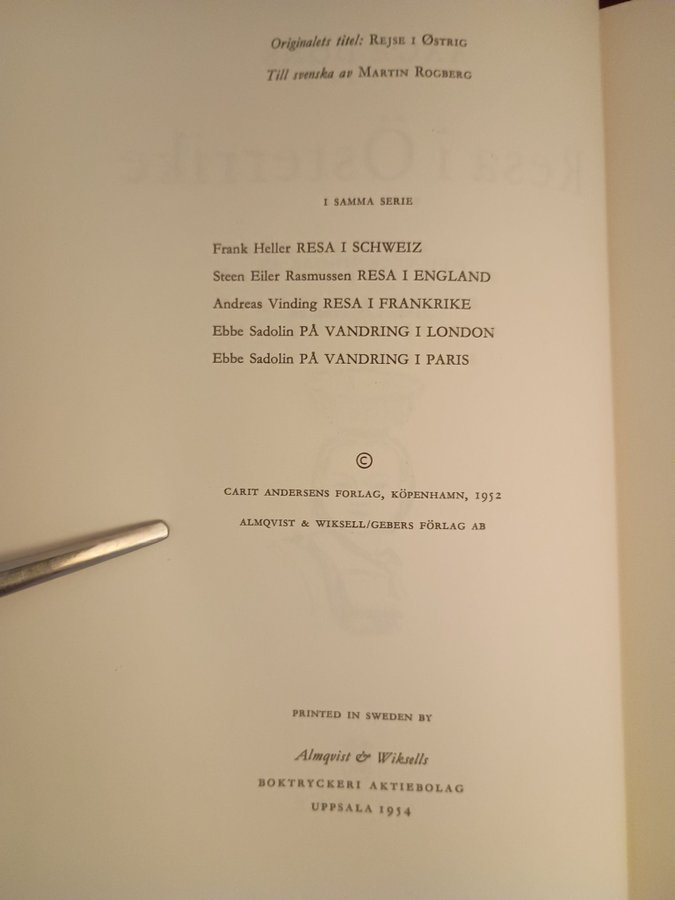 Originalets titel: Rejse i Østrig
Till svenska av Martin Rogberg
Resa i Österrike
I SAMMA SERIE
Frank Heller RESA I SCHWEIZ
Steen Eiler Rasmussen RESA I ENGLAND
Andreas Vinding RESA I FRANKRIKE
Ebbe Sadolin PÅ VANDRING I LONDON
Ebbe Sadolin PÅ VANDRING I PARIS
©
CARIT ANDERSENS FORLAG, KÖPENHAMN, 1952
ALMQVIST & WIKSELL/GEBERS FÖRLAG AB
PRINTED IN SWEDEN BY
Almqvist & Wiksells
BOKTRYCKERI AKTIEBOLAG
UPPSALA 1954